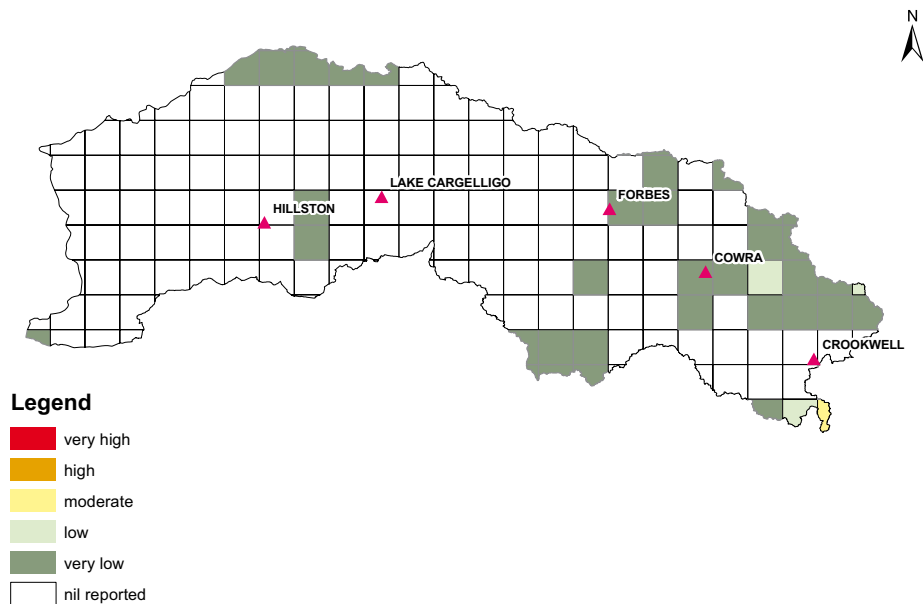 N
LAKE CARGELLIGO
HILLSTON
FORBES
COWRA
CROOKWELL
Legend
very high
high
moderate
low
very low
nil reported